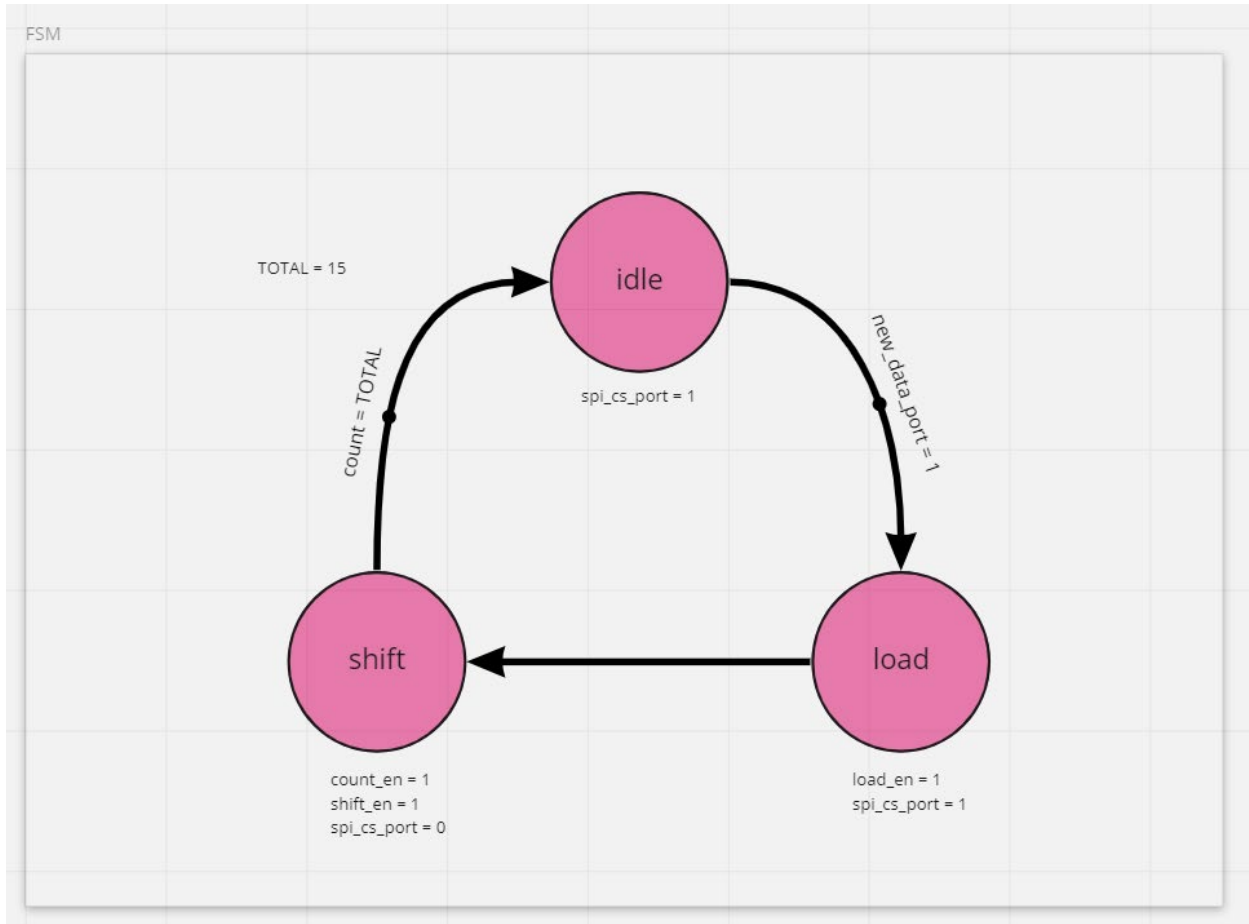 FSM
idle
TOTAL = 15
new_data_port = 1
count = TOTAL
spi_cs_port = 1
shift
load
count_en = 1
shift_en = 1
spi_cs_port = 0
load_en = 1
spi_cs_port = 1